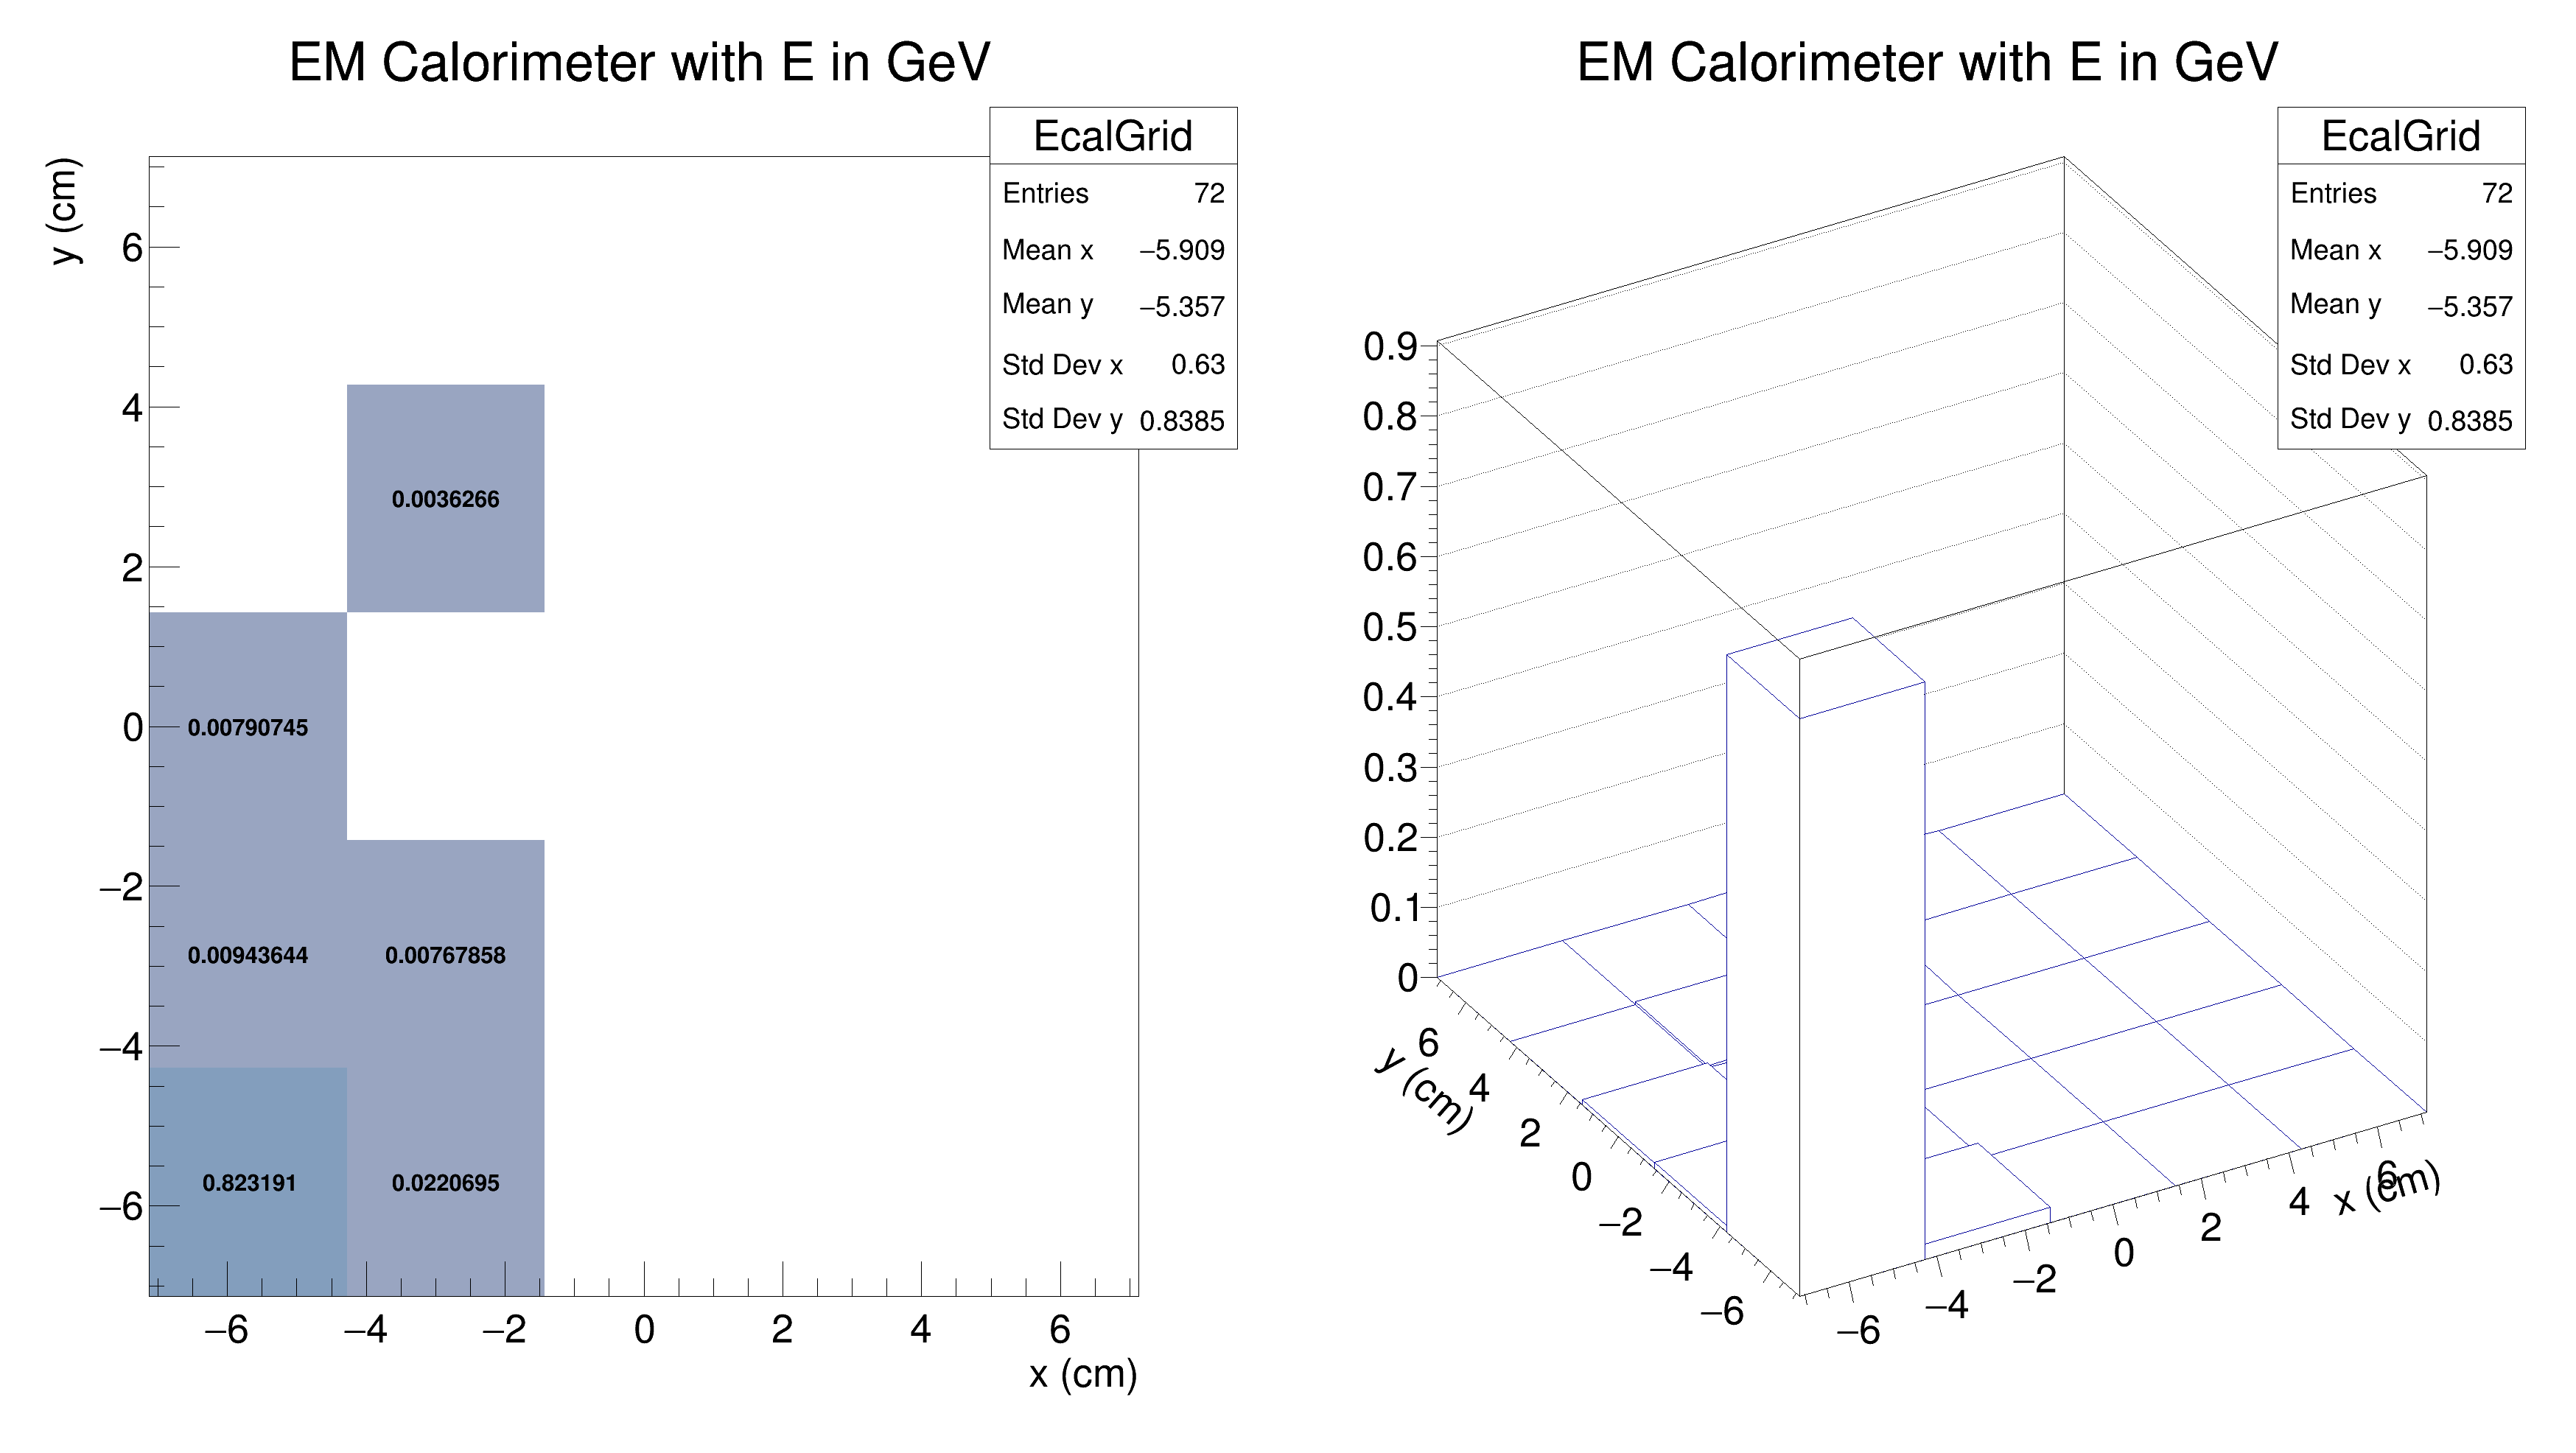 EM Calorimeter with E in GeV
EcalGrid
Entries 72
Mean x −5.909
Mean y −5.357
Std Dev x 0.63
Std Dev y 0.8385
y (cm)
6
4
2
0
−2
−4
−6
0.0036266
0.00790745
0.00943644 0.00767858
0.823191 0.0220695
−6 −4 −2 0 2 4 6
x (cm)
EM Calorimeter with E in GeV
EcalGrid
Entries 72
Mean x −5.909
Mean y −5.357
Std Dev x 0.63
Std Dev y 0.8385
0.9
0.8
0.7
0.6
0.5
0.4
0.3
0.2
0.1
0
6
4
2
0
−2
−4
−6
y (cm)
−6
−4
−2
0
2
4
6
x (cm)